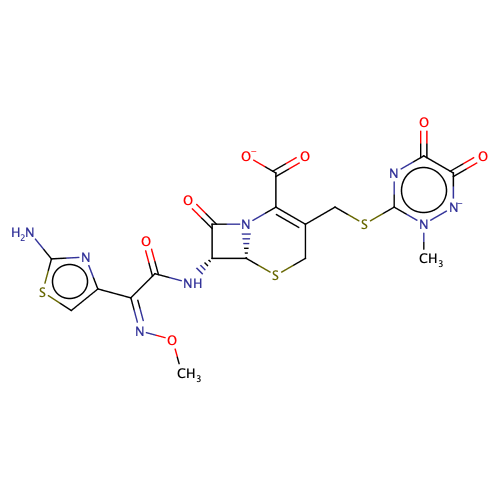 O O
O⁻ O N
O N S N⁻
H₂N N O N
CH₃
NH S
S
N O
CH₃